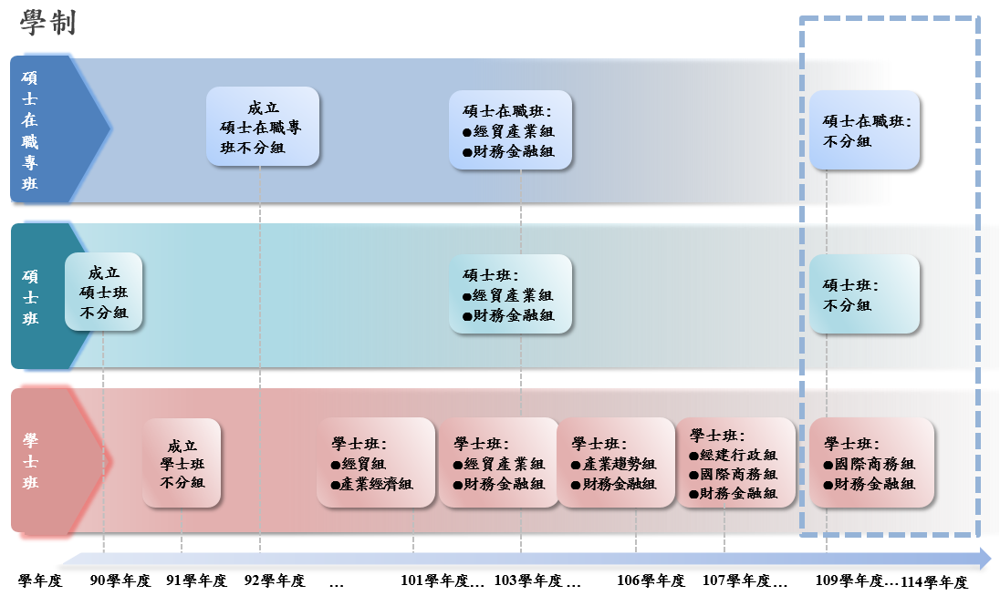 學制
碩士在職專班
成立
碩士在職專
班不分組
碩士在職班：
●經貿產業組
●財務金融組
碩士在職班：
不分組
碩士班
成立
碩士班
不分組
碩士班：
●經貿產業組
●財務金融組
碩士班：
不分組
學士班
成立
學士班
不分組
學士班：
●經貿組
●產業經濟組
學士班：
●經貿產業組
●財務金融組
學士班：
●產業趨勢組
●財務金融組
學士班：
●經建行政組
●國際商務組
●財務金融組
學士班：
●國際商務組
●財務金融組
學年度 90學年度 91學年度 92學年度 … 101學年度… 103學年度… 106學年度 107學年度… 109學年度… 114學年度